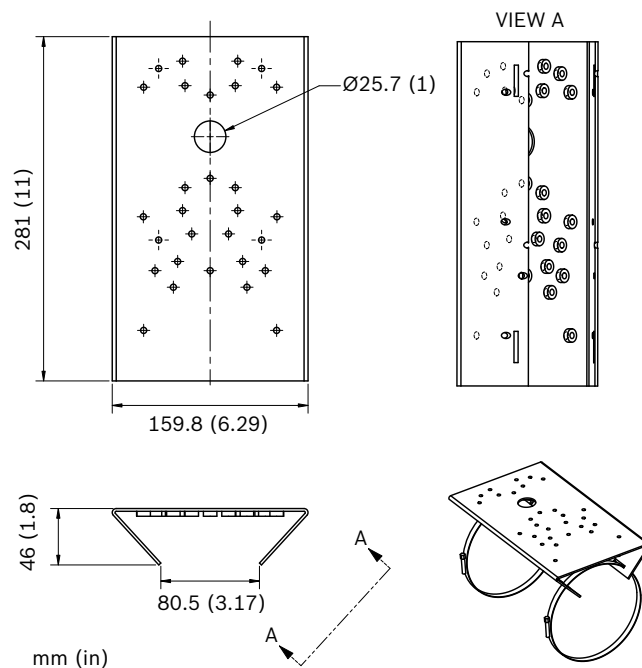 VIEW A
Ø25.7 (1)
281 (11)
159.8 (6.29)
46 (1.8)
80.5 (3.17)
A
A
mm (in)